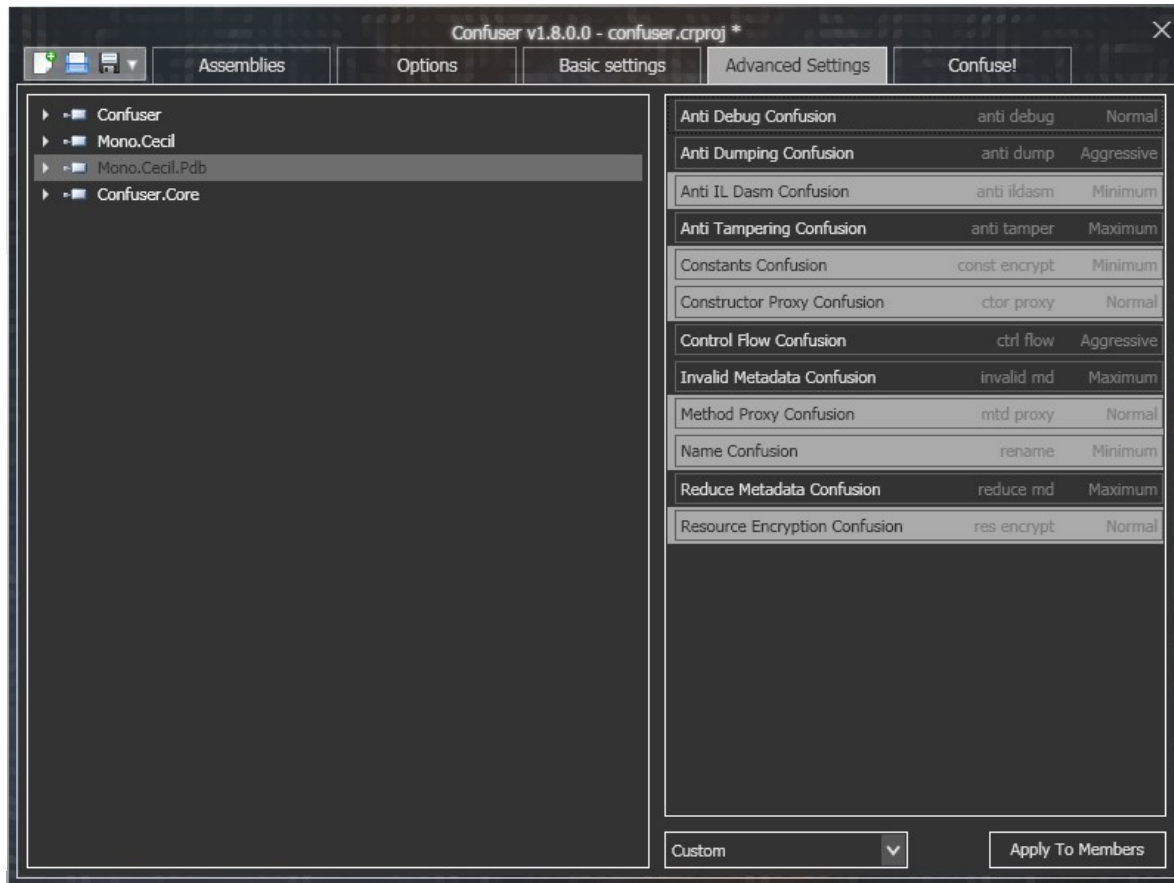 Confuser v1.8.0.0 - confuser.crproj *
Assemblies Options Basic settings Advanced Settings Confuse!
Confuser
Mono.Cecil
Mono.Cecil.Pdb
Confuser.Core
Anti Debug Confusion anti debug Normal
Anti Dumping Confusion anti dump Aggressive
Anti IL Dasm Confusion anti ildasm Minimum
Anti Tampering Confusion anti tamper Maximum
Constants Confusion const encrypt Minimum
Constructor Proxy Confusion ctor proxy Normal
Control Flow Confusion ctrl flow Aggressive
Invalid Metadata Confusion invalid md Maximum
Method Proxy Confusion mtd proxy Normal
Name Confusion rename Minimum
Reduce Metadata Confusion reduce md Maximum
Resource Encryption Confusion res encrypt Normal
Custom Apply To Members